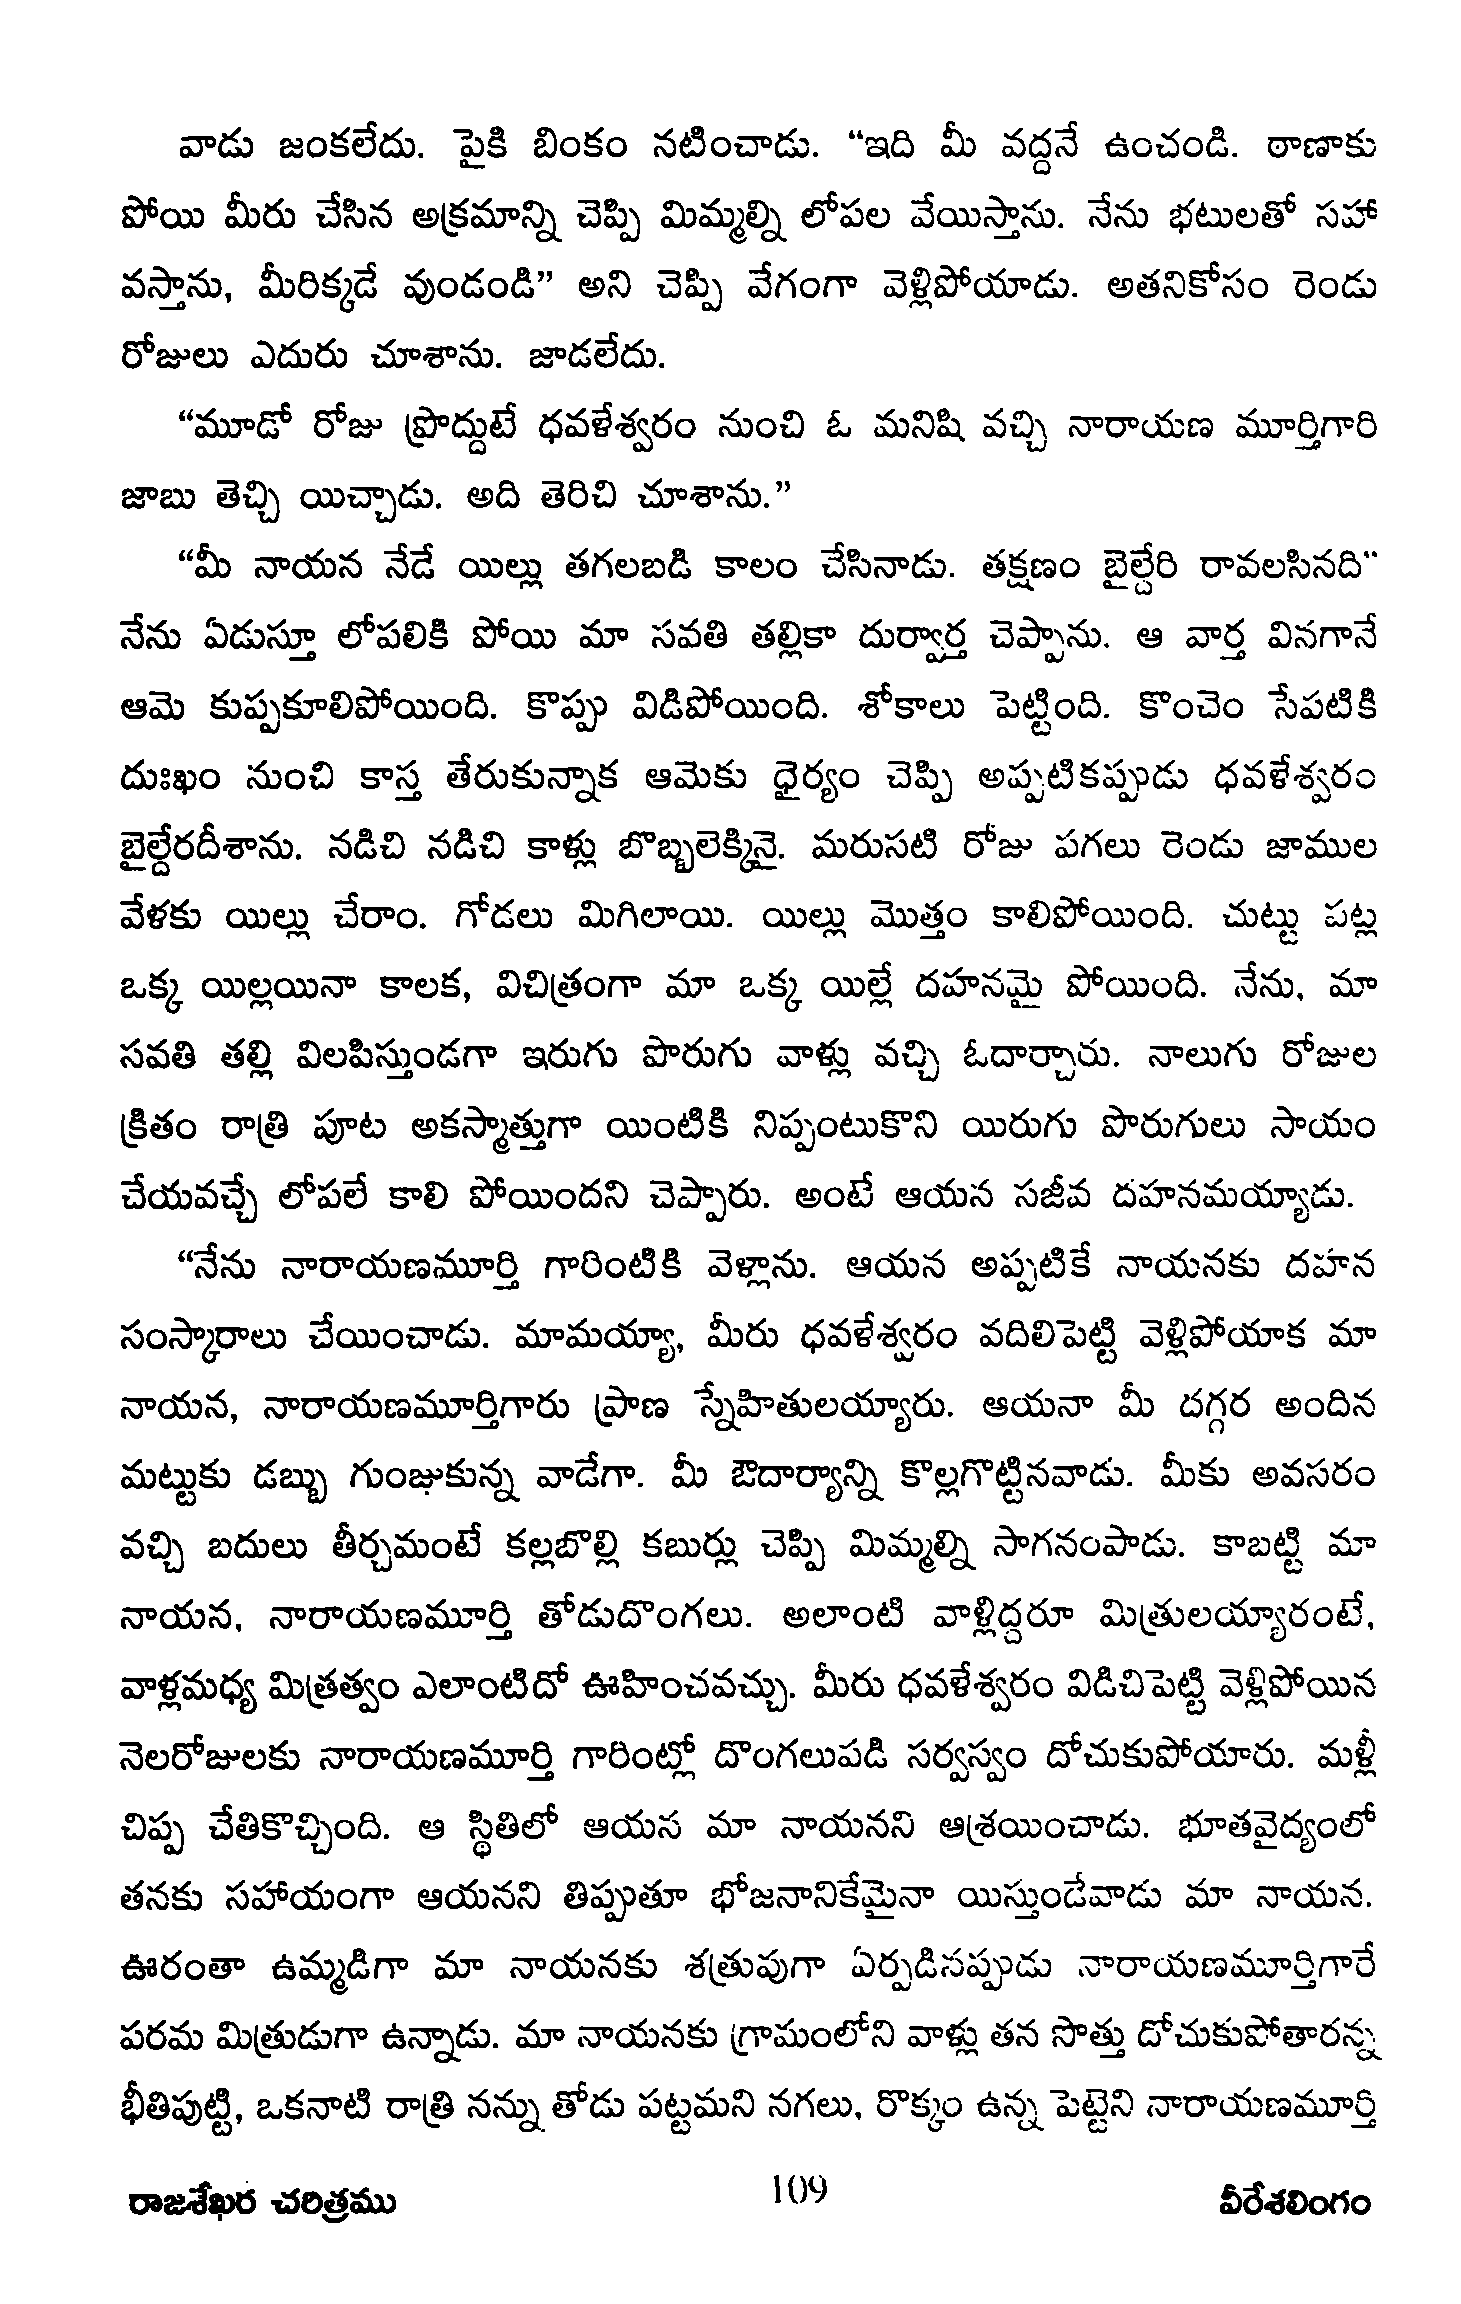 వాడు జంకలేదు. పైకి బింకం నటించాడు. “ఇది మీ వద్దనే ఉంచండి. ఠాణాకు
పోయి మీరు చేసిన అక్రమాన్ని చెప్పి మిమ్మల్ని లోపల వేయిస్తాను. నేను భటులతో సహా
వస్తాను, మీరిక్కడే వుండండి” అని చెప్పి వేగంగా వెళ్లిపోయాడు. అతనికోసం రెండు
రోజులు ఎదురు చూశాను. జాడలేదు.
“మూడో రోజు ప్రొద్దుటే ధవళేశ్వరం నుంచి ఓ మనిషి వచ్చి నారాయణ మూర్తిగారి
జాబు తెచ్చి యిచ్చాడు. అది తెరిచి చూశాను.”
“మీ నాయన నేడే యిల్లు తగలబడి కాలం చేసినాడు. తక్షణం బైల్దేరి రావలసినది”
నేను ఏడుస్తూ లోపలికి పోయి మా సవతి తల్లికా దుర్వార్త చెప్పాను. ఆ వార్త వినగానే
ఆమె కుప్పకూలిపోయింది. కొప్పు విడిపోయింది. శోకాలు పెట్టింది. కొంచెం సేపటికి
దుఃఖం నుంచి కాస్త తేరుకున్నాక ఆమెకు ధైర్యం చెప్పి అప్పటికప్పుడు ధవళేశ్వరం
బైల్దేరదీశాను. నడిచి నడిచి కాళ్లు బొబ్బలెక్కినై. మరుసటి రోజు పగలు రెండు జాముల
వేళకు యిల్లు చేరాం. గోడలు మిగిలాయి. యిల్లు మొత్తం కాలిపోయింది. చుట్టు పట్ల
ఒక్క యిల్లయినా కాలక, విచిత్రంగా మా ఒక్క యిల్లే దహనమై పోయింది. నేను, మా
సవతి తల్లి విలపిస్తుండగా ఇరుగు పొరుగు వాళ్లు వచ్చి ఓదార్చారు. నాలుగు రోజుల
క్రితం రాత్రి పూట అకస్మాత్తుగా యింటికి నిప్పంటుకొని యిరుగు పొరుగులు సాయం
చేయవచ్చే లోపలే కాలి పోయిందని చెప్పారు. అంటే ఆయన సజీవ దహనమయ్యాడు.
“నేను నారాయణమూర్తి గారింటికి వెళ్లాను. ఆయన అప్పటికే నాయనకు దహన
సంస్కారాలు చేయించాడు. మామయ్యా, మీరు ధవళేశ్వరం వదిలిపెట్టి వెళ్లిపోయాక మా
నాయన, నారాయణమూర్తిగారు ప్రాణ స్నేహితులయ్యారు. ఆయనా మీ దగ్గర అందిన
మట్టుకు డబ్బు గుంజుకున్న వాడేగా. మీ ఔదార్యాన్ని కొల్లగొట్టినవాడు. మీకు అవసరం
వచ్చి బదులు తీర్చమంటే కల్లబొల్లి కబుర్లు చెప్పి మిమ్మల్ని సాగనంపాడు. కాబట్టి మా
నాయన, నారాయణమూర్తి తోడుదొంగలు. అలాంటి వాళ్లిద్దరూ మిత్రులయ్యారంటే,
వాళ్లమధ్య మిత్రత్వం ఎలాంటిదో ఊహించవచ్చు. మీరు ధవళేశ్వరం విడిచిపెట్టి వెళ్లిపోయిన
నెలరోజులకు నారాయణమూర్తి గారింట్లో దొంగలుపడి సర్వస్వం దోచుకుపోయారు. మళ్లీ
చిప్ప చేతికొచ్చింది. ఆ స్థితిలో ఆయన మా నాయనని ఆశ్రయించాడు. భూతవైద్యంలో
తనకు సహాయంగా ఆయనని తిప్పుతూ భోజనానికేమైనా యిస్తుండేవాడు మా నాయన.
ఊరంతా ఉమ్మడిగా మా నాయనకు శత్రువుగా ఏర్పడినప్పుడు నారాయణమూర్తిగారే
పరమ మిత్రుడుగా ఉన్నాడు. మా నాయనకు గ్రామంలోని వాళ్లు తన సొత్తు దోచుకుపోతారన్న
భీతిపుట్టి, ఒకనాటి రాత్రి నన్ను తోడు పట్టమని నగలు, రొక్కం ఉన్న పెట్టెని నారాయణమూర్తి
రాజశేఖర చరిత్రము 109 వీరేశలింగం